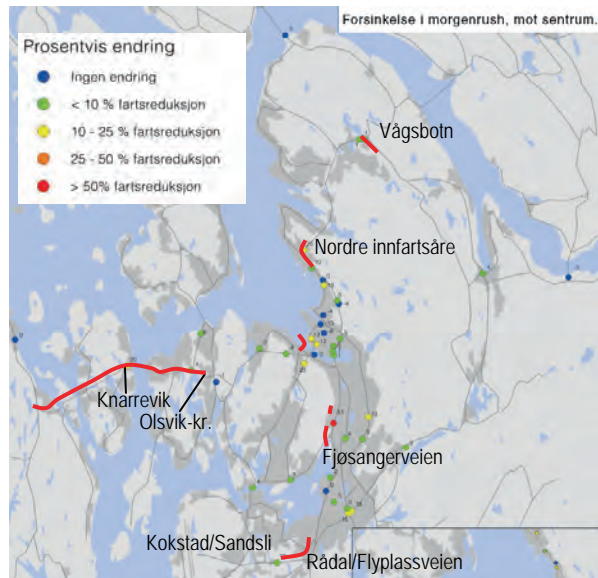 Forsinkelse i morgenrush, mot sentrum.
Prosentvis endring
Ingen endring
< 10 % fartsreduksjon
10 - 25 % fartsreduksjon
25 - 50 % fartsreduksjon
> 50% fartsreduksjon
Vågsbotn
Nordre innfartsåre
Knarrevik
Olsvik-kr.
Fjøsangerveien
Kokstad/Sandsli
Rådal/Flyplassveien